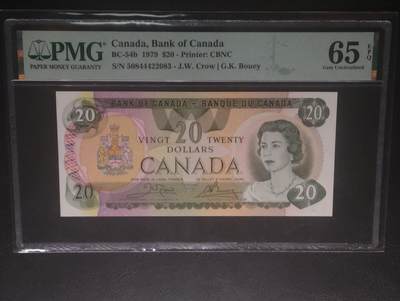 PMG
PAPER MONEY GUARANTY
Canada, Bank of Canada
BC-54b 1979 $20 - Printer: CBNC
S/N 50844422083 - J.W. Crow | G.K. Bouey
65 EPQ
Gem Uncirculated
BANK OF CANADA - BANQUE DU CANADA
20
20
VINGT 20 TWENTY
DOLLARS
CANADA
20
20